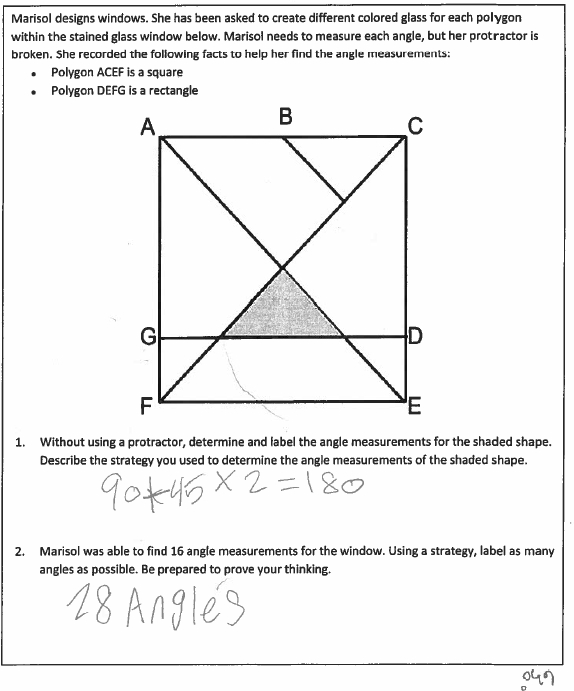 Marisol designs windows. She has been asked to create different colored glass for each polygon
within the stained glass window below. Marisol needs to measure each angle, but her protractor is
broken. She recorded the following facts to help her find the angle measurements:
• Polygon ACEF is a square
• Polygon DEFG is a rectangle
A B C
G D
F E
1. Without using a protractor, determine and label the angle measurements for the shaded shape.
Describe the strategy you used to determine the angle measurements of the shaded shape.
90+45 X 2 = 180
2. Marisol was able to find 16 angle measurements for the window. Using a strategy, label as many
angles as possible. Be prepared to prove your thinking.
18 Angles